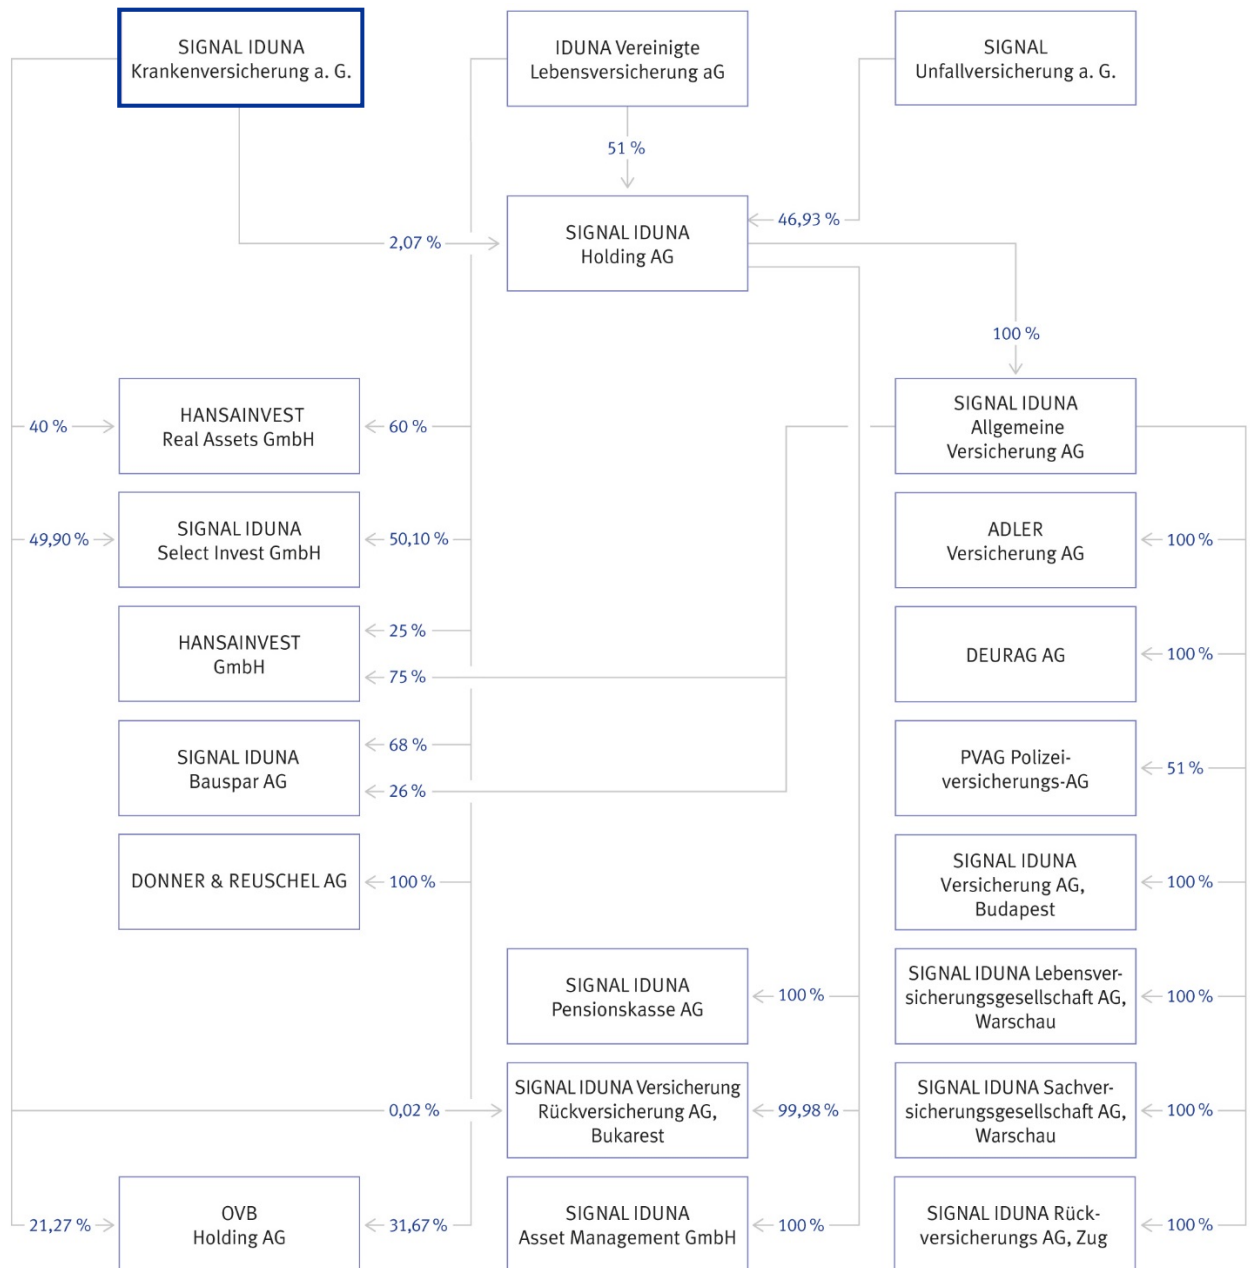 SIGNAL IDUNA
Krankenversicherung a. G.
IDUNA Vereinigte
Lebensversicherung aG
SIGNAL
Unfallversicherung a. G.
51 %
SIGNAL IDUNA
Holding AG
46,93 %
2,07 %
100 %
40 %
HANSAINVEST
Real Assets GmbH
60 %
SIGNAL IDUNA
Allgemeine
Versicherung AG
49,90 %
SIGNAL IDUNA
Select Invest GmbH
50,10 %
ADLER
Versicherung AG
100 %
HANSAINVEST
GmbH
25 %
75 %
DEURAG AG
100 %
SIGNAL IDUNA
Bauspar AG
68 %
26 %
PVAG Polizei-
versicherungs-AG
51 %
DONNER & REUSCHEL AG
100 %
SIGNAL IDUNA
Versicherung AG,
Budapest
100 %
SIGNAL IDUNA
Pensionskasse AG
100 %
SIGNAL IDUNA Lebensver-
sicherungsgesellschaft AG,
Warschau
100 %
0,02 %
SIGNAL IDUNA Versicherung
Rückversicherung AG,
Bukarest
99,98 %
SIGNAL IDUNA Sachver-
sicherungsgesellschaft AG,
Warschau
100 %
21,27 %
OVB
Holding AG
31,67 %
SIGNAL IDUNA
Asset Management GmbH
100 %
SIGNAL IDUNA Rück-
versicherungs AG, Zug
100 %